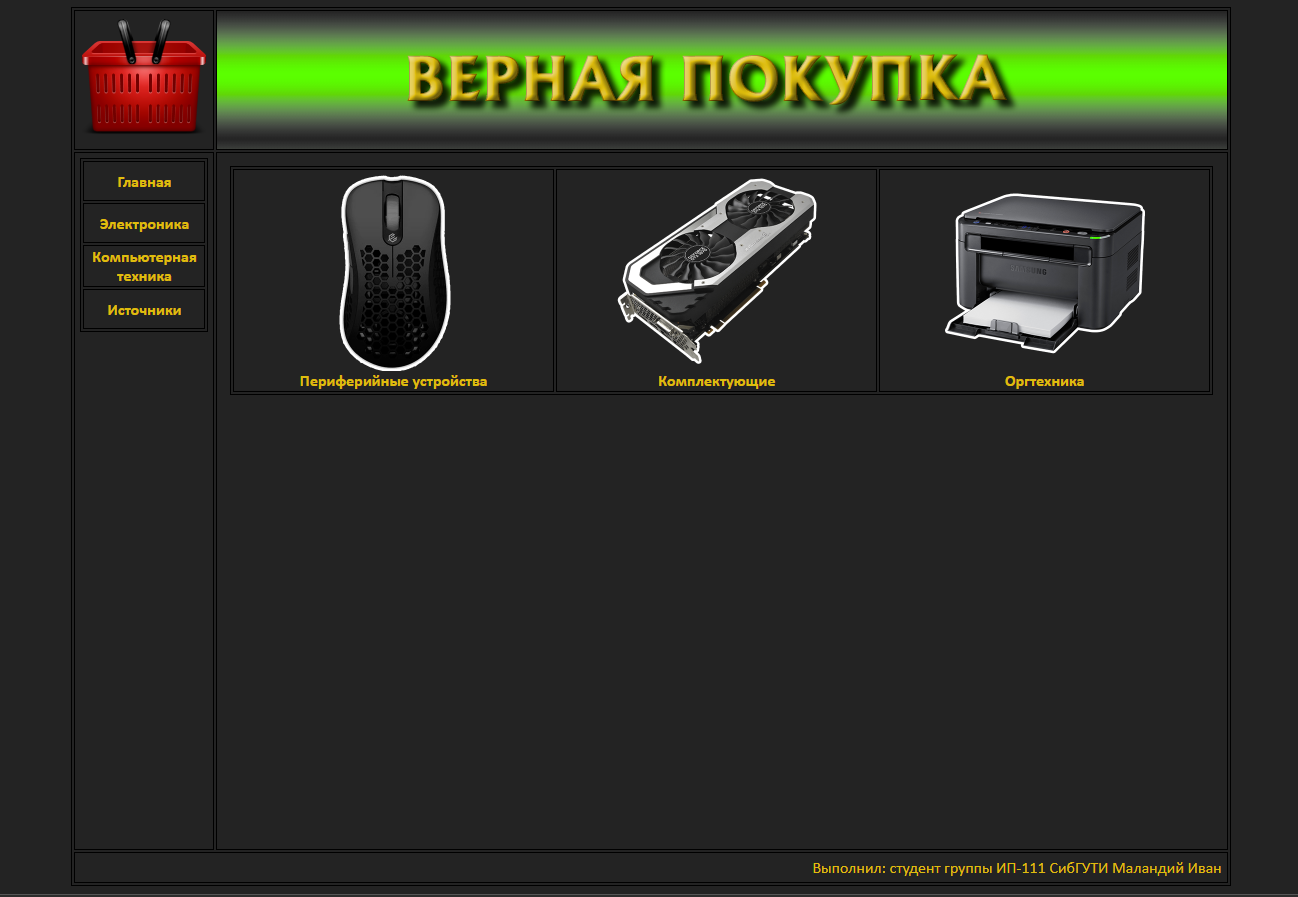 ВЕРНАЯ ПОКУПКА
Главная
Электроника
Компьютерная
техника
Источники
SAMSUNG
Периферийные устройства
Комплектующие
Оргтехника
Выполнил: студент группы ИП-111 СибГУТИ Маландий Иван